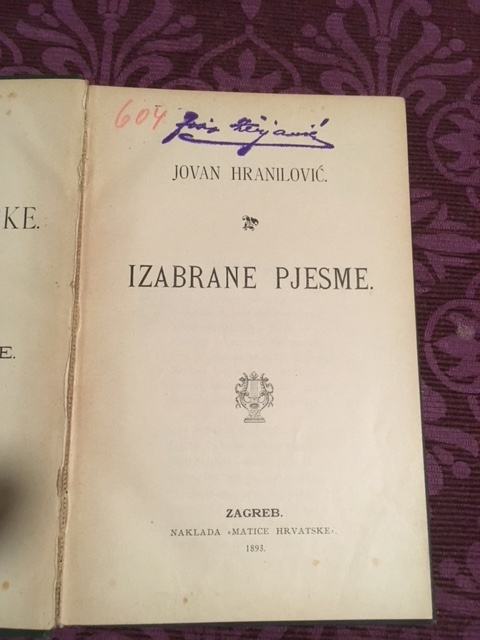 KE.
E.
604
JOVAN HRANILOVIĆ.
IZABRANE PJESME.
ZAGREB.
NAKLADA »MATICE HRVATSKE«.
1893.